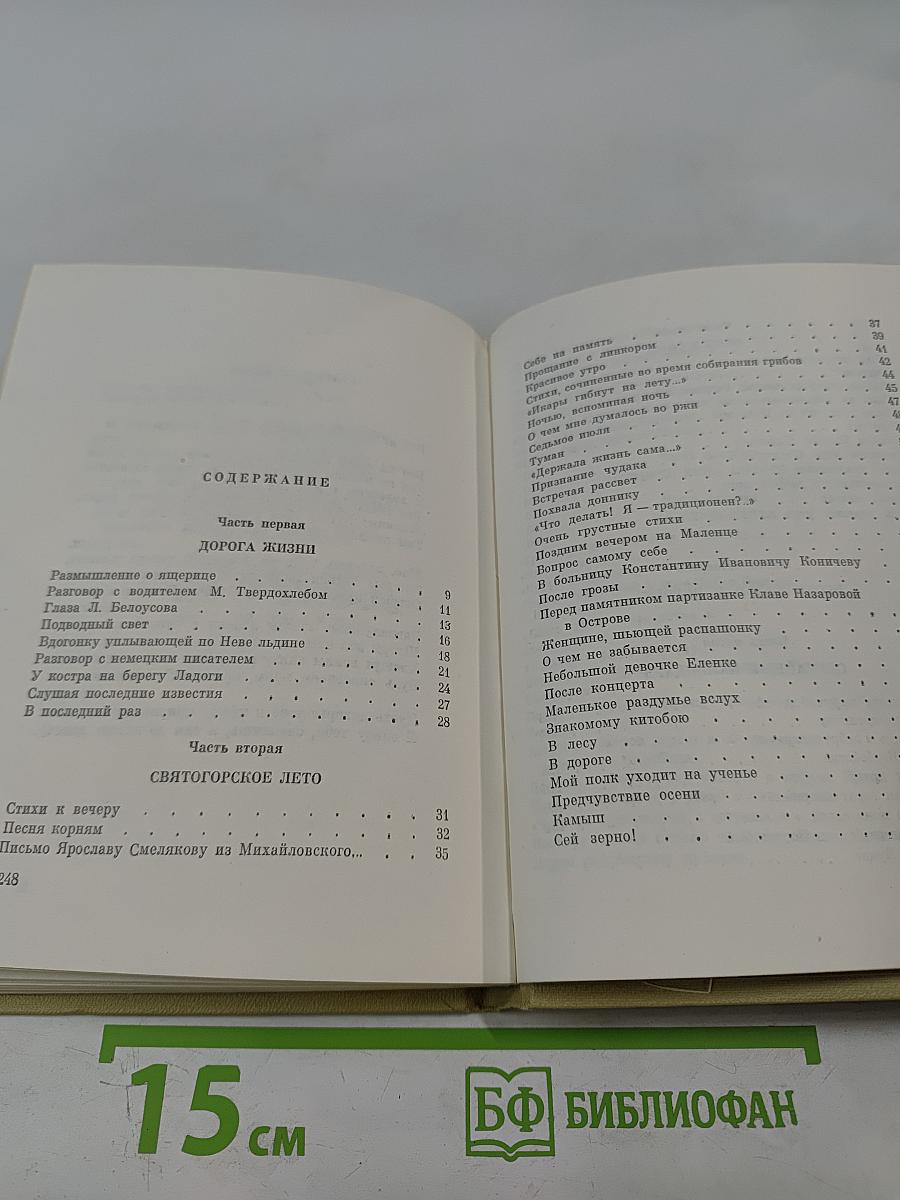 СОДЕРЖАНИЕ
Часть первая
ДОРОГА ЖИЗНИ
Размышление о ящерице . . . . . . . 9
Разговор с водителем М. Твердохлебом . . . . 11
Глаза Л. Белоусова . . . . . . . . . 13
Подводный свет . . . . . . . . . . 16
Вдогонку уплывающей по Неве льдине . . . . 18
Разговор с немецким писателем . . . . . . 21
У костра на берегу Ладоги . . . . . . . 24
Слушая последние известия . . . . . . . 27
В последний раз . . . . . . . . . . 28
Часть вторая
СВЯТОГОРСКОЕ ЛЕТО
Стихи к вечеру . . . . . . . . . . 31
Песня корням . . . . . . . . . . . 32
Письмо Ярославу Смелякову из Михайловского... . . 35
248
Себе на память . . . . . . . . . . 37
Прощание с линкором . . . . . . . . 39
Красивое утро . . . . . . . . . . 41
Стихи, сочиненные во время собирания грибов . . . 42
«Икары гибнут на лету...» . . . . . . . 44
Ночью, вспоминая ночь . . . . . . . . 45
О чем мне думалось во ржи . . . . . . . 47
Седьмое июля . . . . . . . . . .
Туман . . . . . . . . . . . .
«Держала жизнь сама...» . . . . . . . .
Признание чудака . . . . . . . . .
Встречая рассвет . . . . . . . . .
Похвала доннику . . . . . . . . .
«Что делать! Я — традиционен?..» . . . . .
Очень грустные стихи . . . . . . . .
Поздним вечером на Маленце . . . . . .
Вопрос самому себе . . . . . . . .
В больницу Константину Ивановичу Коничеву . .
После грозы . . . . . . . . . .
Перед памятником партизанке Клаве Назаровой
в Острове . . . . . . . . . .
Женщине, шьющей распашонку . . . . . .
О чем не забывается . . . . . . . .
Небольшой девочке Еленке . . . . . . .
После концерта . . . . . . . . .
Маленькое раздумье вслух . . . . . . .
Знакомому китобою . . . . . . . .
В лесу . . . . . . . . . . .
В дороге . . . . . . . . . .
Мой полк уходит на ученье . . . . . .
Предчувствие осени . . . . . . . .
Камыш . . . . . . . . . . .
Сей зерно! . . . . . . . . . .
15 см
БФ БИБЛИОФАН